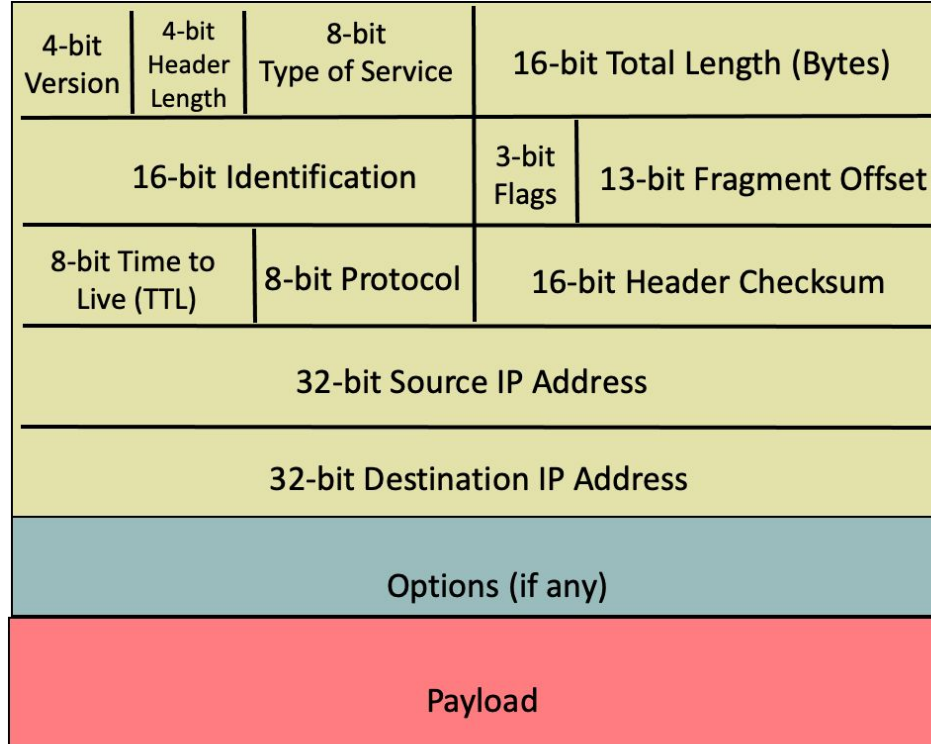 4-bit
Version
4-bit
Header
Length
8-bit
Type of Service
16-bit Total Length (Bytes)
16-bit Identification
3-bit
Flags
13-bit Fragment Offset
8-bit Time to
Live (TTL)
8-bit Protocol
16-bit Header Checksum
32-bit Source IP Address
32-bit Destination IP Address
Options (if any)
Payload